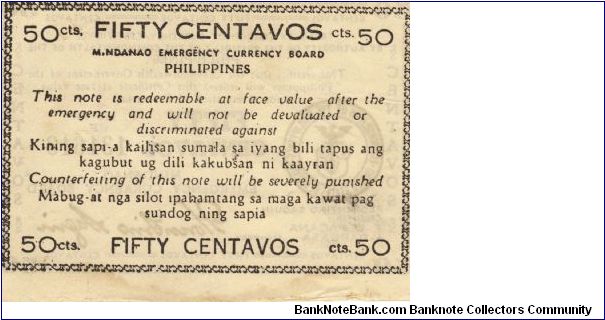 50cts. FIFTY CENTAVOS cts. 50
M.NDANAO EMERGENCY CURRENCY BOARD
PHILIPPINES
This note is redeemable at face value after the
emergency and will not be devaluated or
discriminated against
Kining sapi-a kailisan sumala sa iyang bili tapus ang
kagubut ug dili kakubsan ni kaayran
Counterfeiting of this note will be severely punished
Mabug-at nga silot ipahamtang sa maga kawat pag
sundog ning sapia
50cts. FIFTY CENTAVOS cts. 50
BankNoteBank.com Banknote Collectors Community